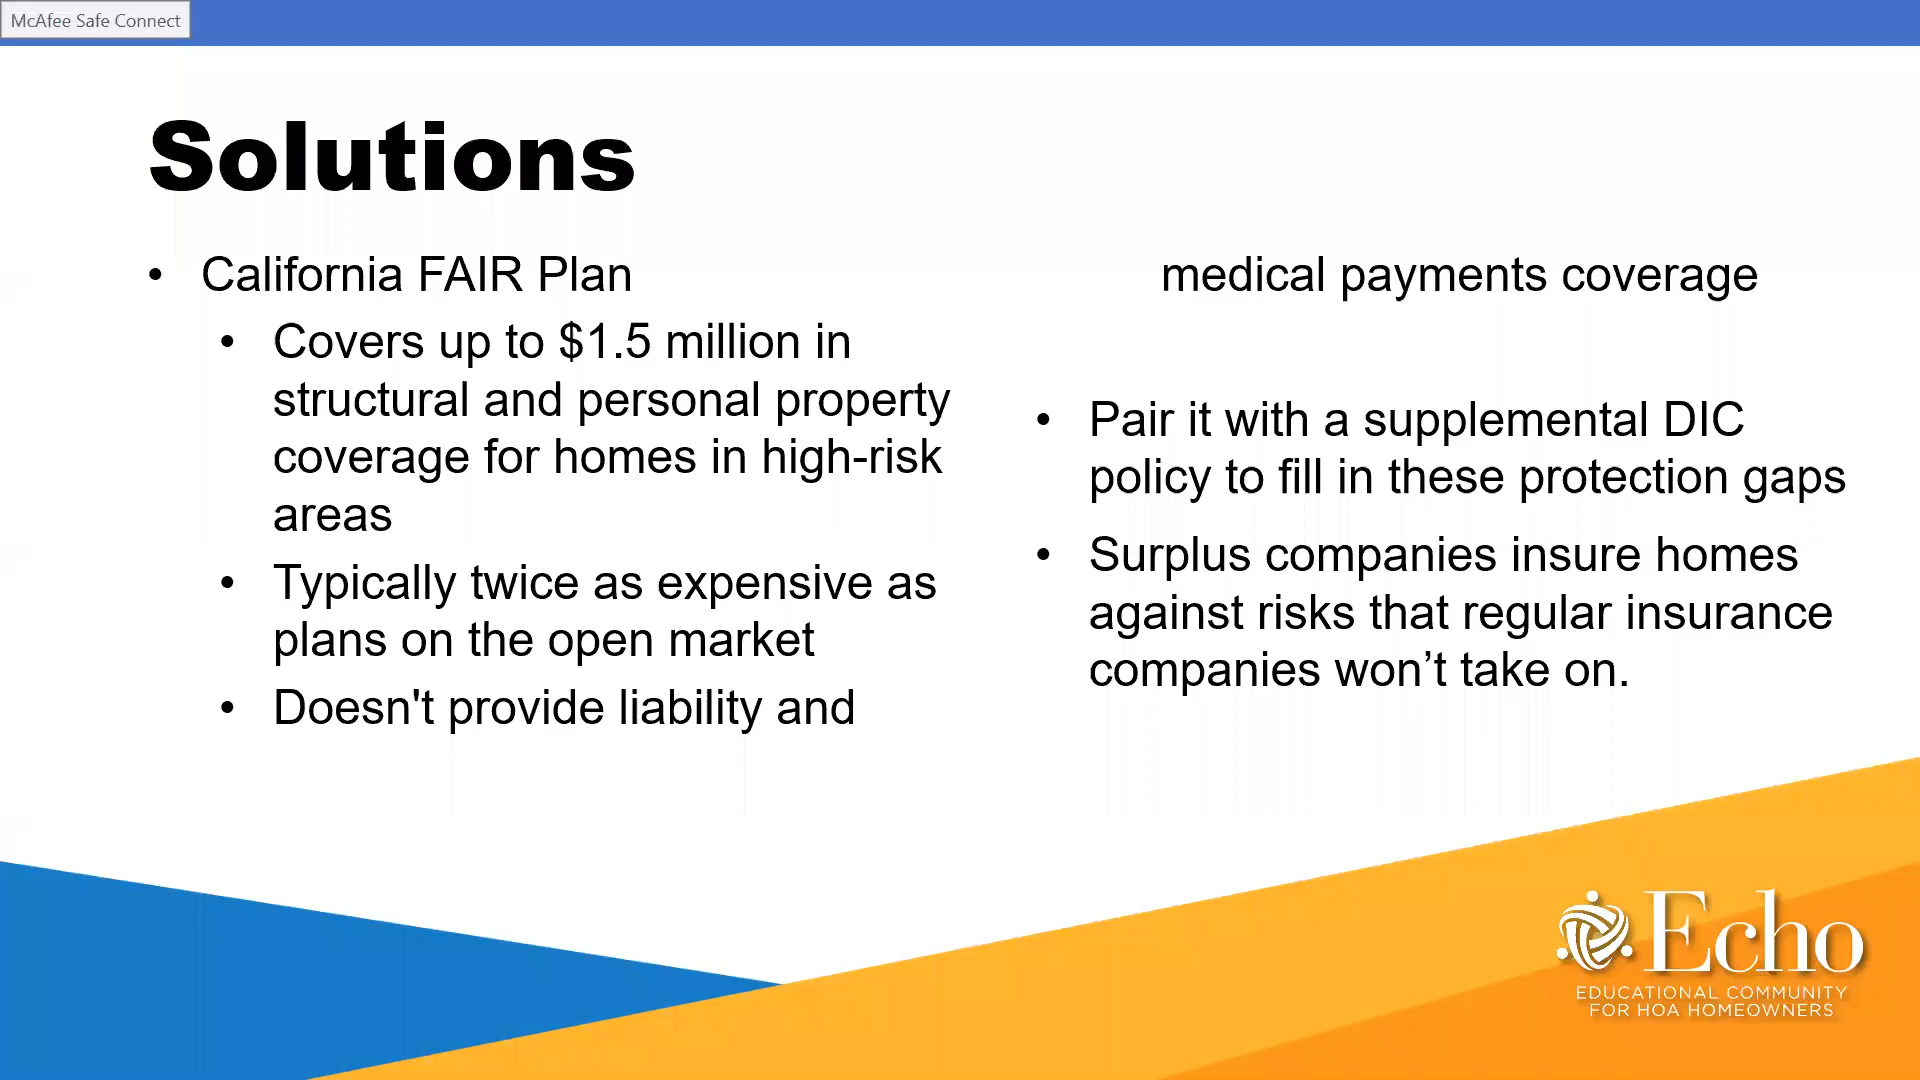 McAfee Safe Connect
Solutions
• California FAIR Plan
• Covers up to $1.5 million in
structural and personal property
coverage for homes in high-risk
areas
• Typically twice as expensive as
plans on the open market
• Doesn't provide liability and
medical payments coverage
• Pair it with a supplemental DIC
policy to fill in these protection gaps
• Surplus companies insure homes
against risks that regular insurance
companies won’t take on.
Echo
EDUCATIONAL COMMUNITY
FOR HOA HOMEOWNERS